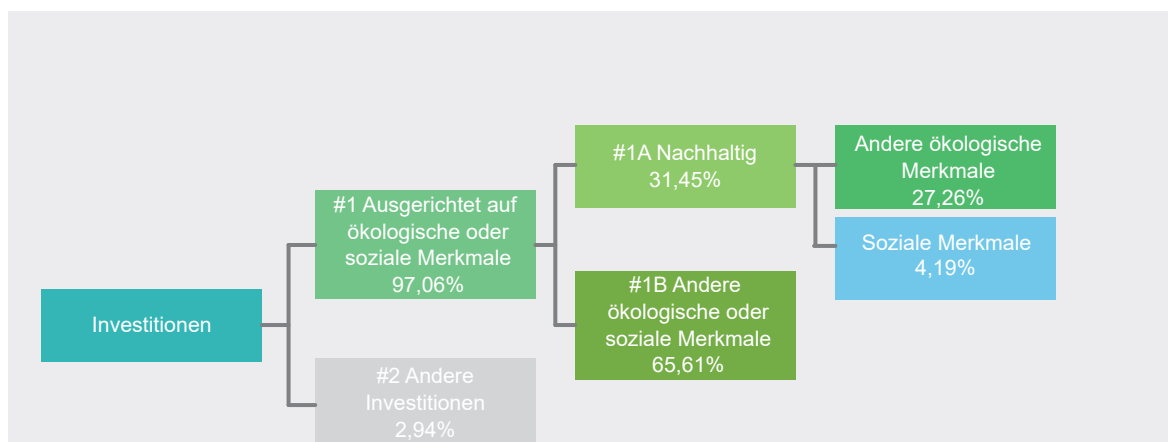 Investitionen
#1 Ausgerichtet auf
ökologische oder
soziale Merkmale
97,06%
#2 Andere
Investitionen
2,94%
#1A Nachhaltig
31,45%
#1B Andere
ökologische oder
soziale Merkmale
65,61%
Andere ökologische
Merkmale
27,26%
Soziale Merkmale
4,19%